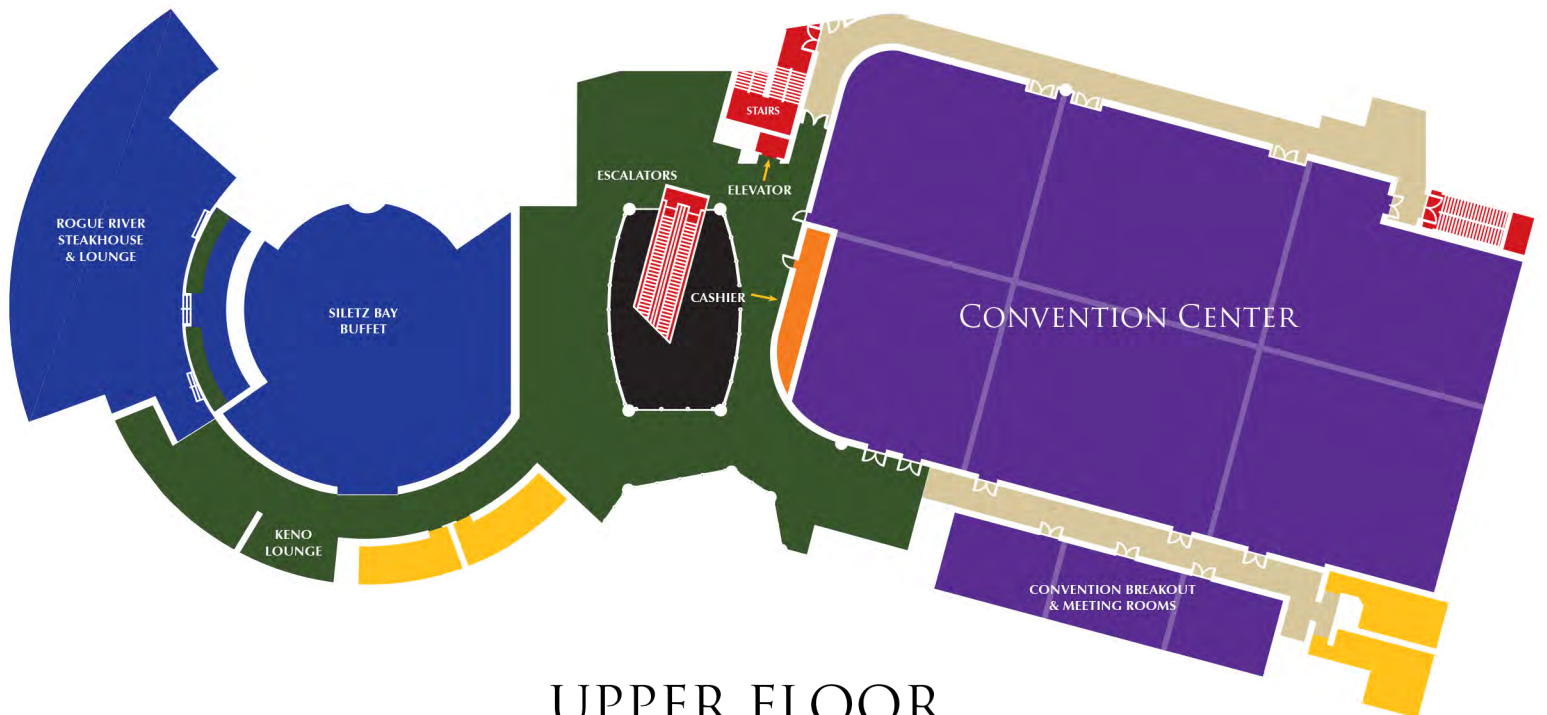 STAIRS
ESCALATORS
ELEVATOR
ROGUE RIVER
STEAKHOUSE
& LOUNGE
SILETZ BAY
BUFFET
CASHIER
CONVENTION CENTER
KENO
LOUNGE
CONVENTION BREAKOUT
& MEETING ROOMS
UPPER FLOOR